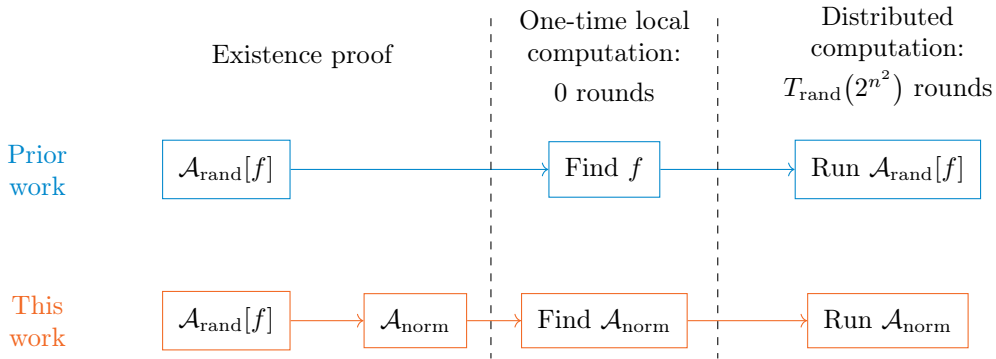 Existence proof
One-time local
computation:
0 rounds
Distributed
computation:
T_rand(2^{n^2}) rounds
Prior
work
𝒜_rand[f]
Find f
Run 𝒜_rand[f]
This
work
𝒜_rand[f]
𝒜_norm
Find 𝒜_norm
Run 𝒜_norm